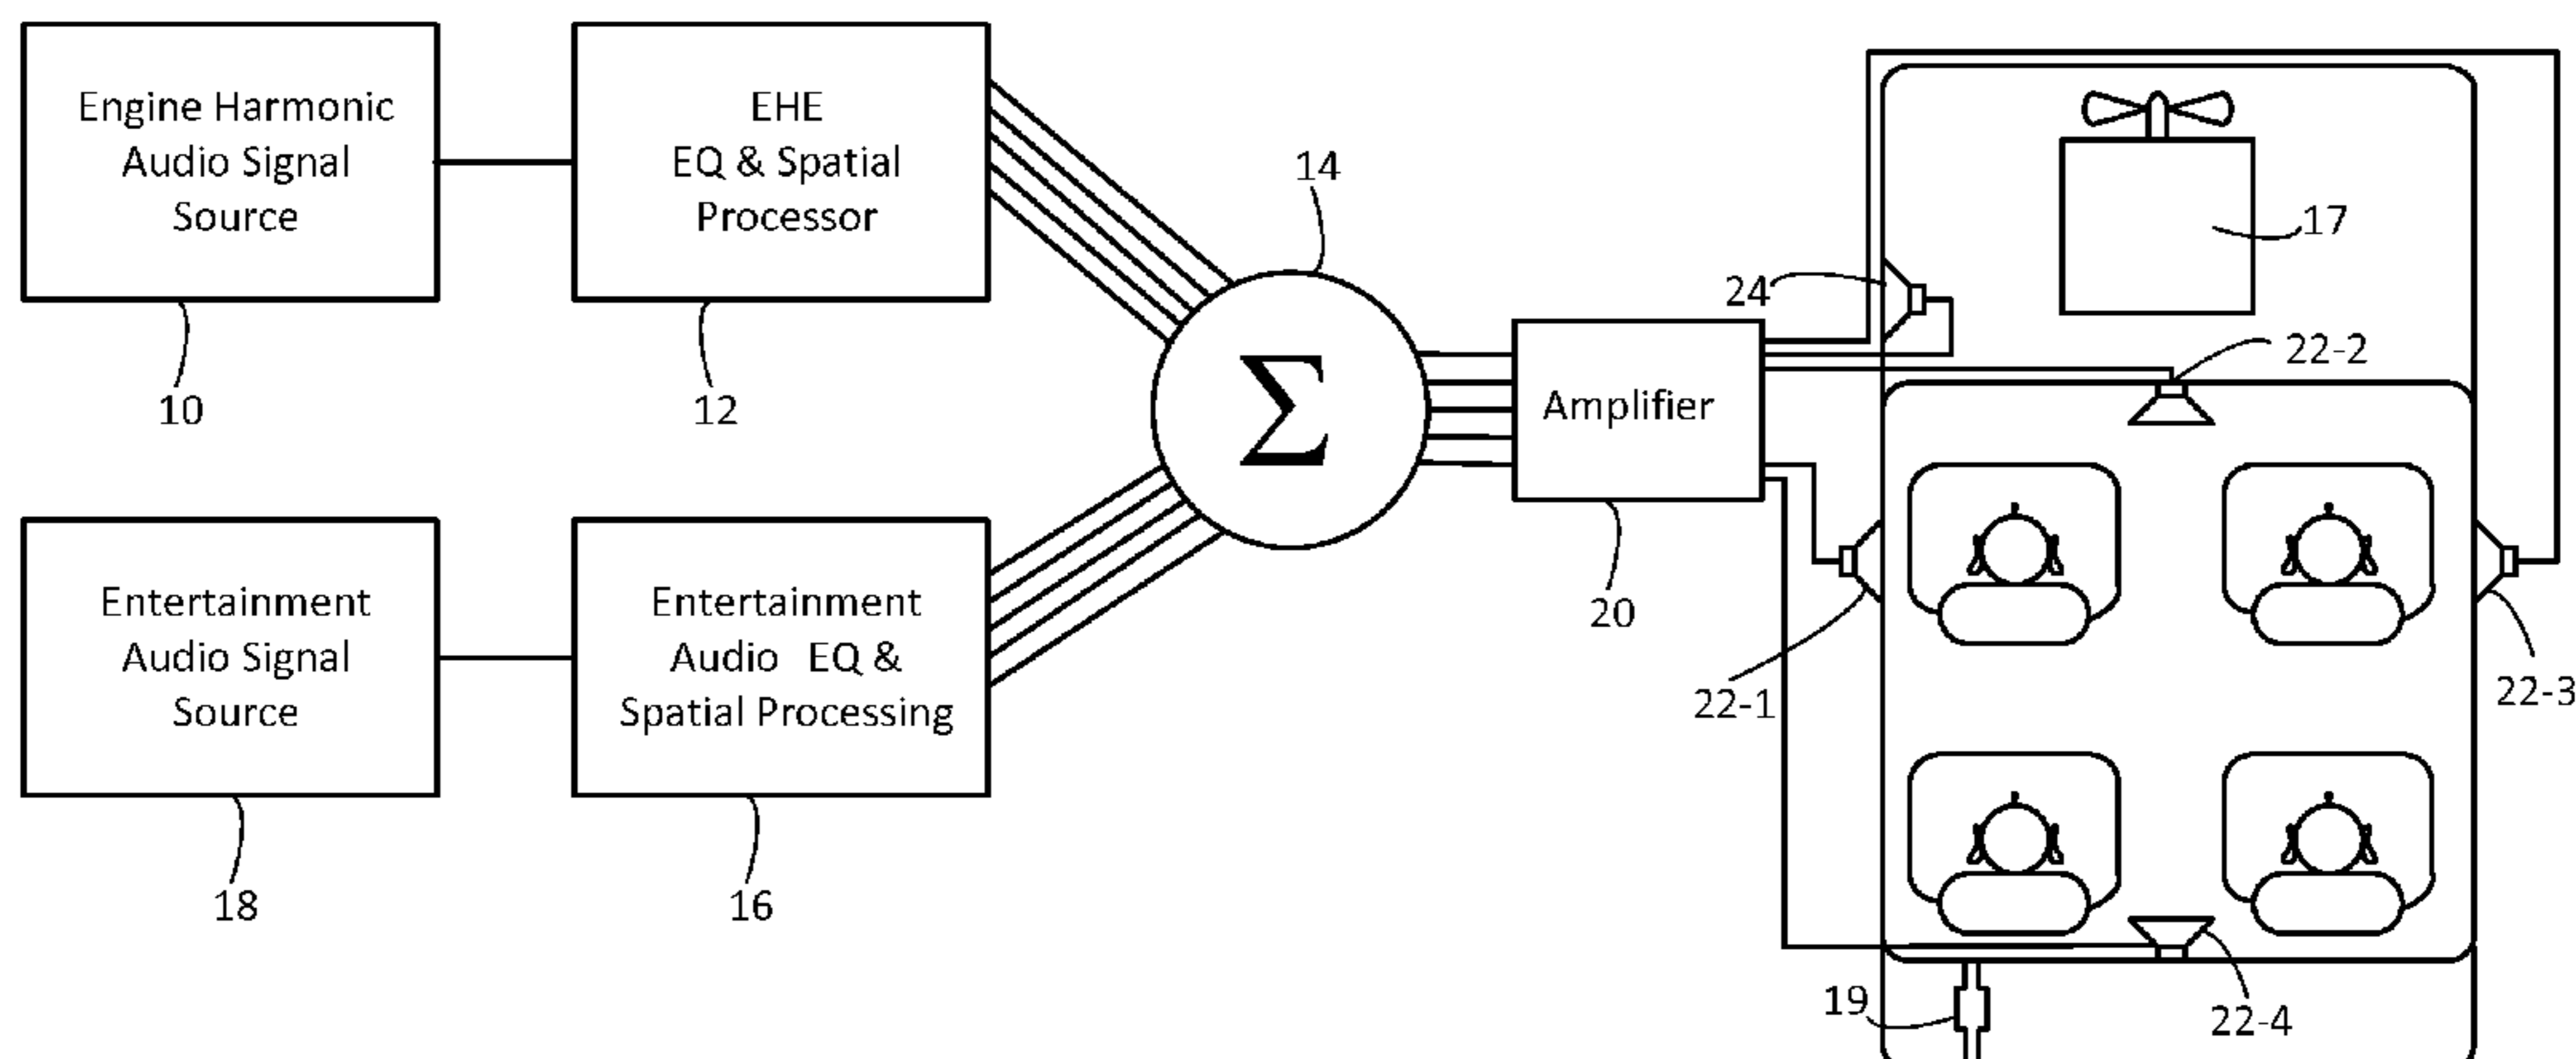 Engine Harmonic
Audio Signal
Source
10
EHE
EQ & Spatial
Processor
12
14
Σ
Entertainment
Audio Signal
Source
18
Entertainment
Audio EQ &
Spatial Processing
16
Amplifier
20
24
17
22-2
22-1
22-3
19
22-4